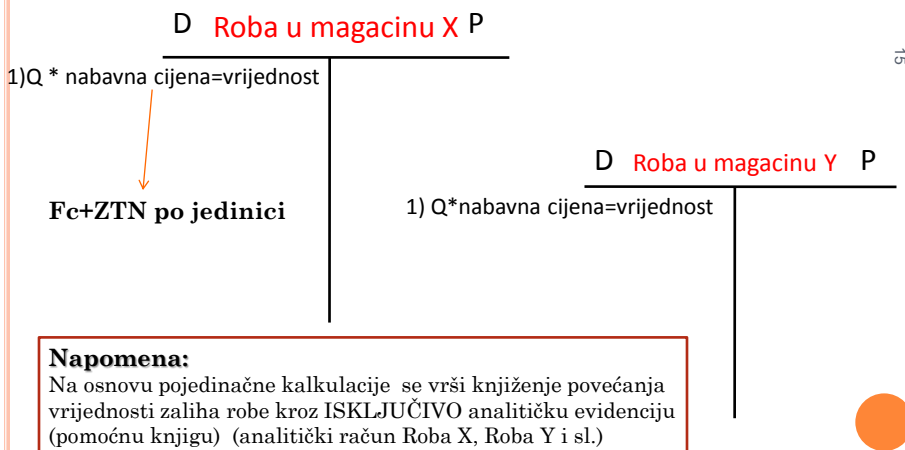 D Roba u magacinu X P
15
1)Q * nabavna cijena=vrijednost
D Roba u magacinu Y P
Fc+ZTN po jedinici
1) Q*nabavna cijena=vrijednost
Napomena:
Na osnovu pojedinačne kalkulacije se vrši knjiženje povećanja
vrijednosti zaliha robe kroz ISKLJUČIVO analitičku evidenciju
(pomoćnu knjigu) (analitički račun Roba X, Roba Y i sl.)